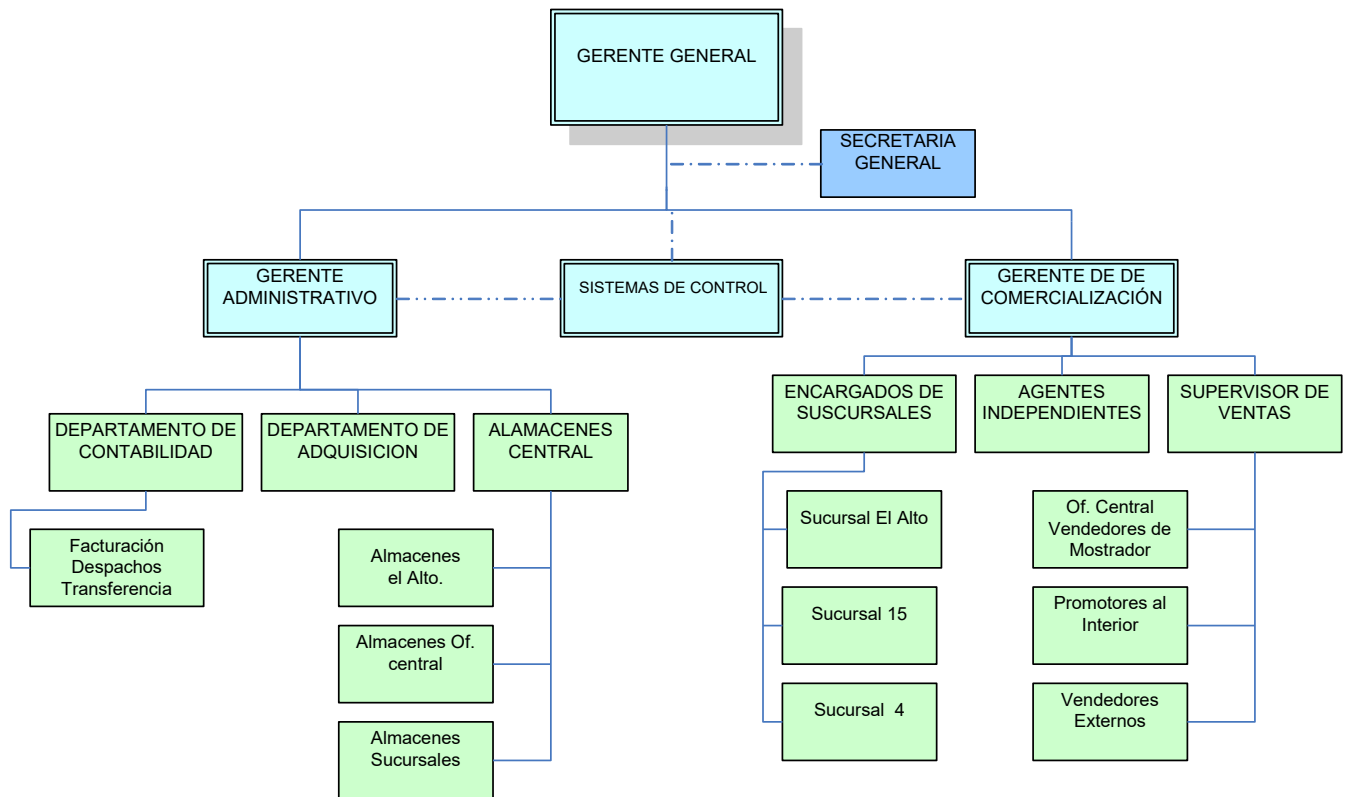 GERENTE GENERAL
SECRETARIA
GENERAL
GERENTE
ADMINISTRATIVO
SISTEMAS DE CONTROL
GERENTE DE DE
COMERCIALIZACIÓN
ENCARGADOS DE
SUSCURSALES
AGENTES
INDEPENDIENTES
SUPERVISOR DE
VENTAS
DEPARTAMENTO DE
CONTABILIDAD
DEPARTAMENTO DE
ADQUISICION
ALAMACENES
CENTRAL
Sucursal El Alto
Of. Central
Vendedores de
Mostrador
Facturación
Despachos
Transferencia
Almacenes
el Alto.
Sucursal 15
Promotores al
Interior
Almacenes Of.
central
Sucursal  4
Vendedores
Externos
Almacenes
Sucursales